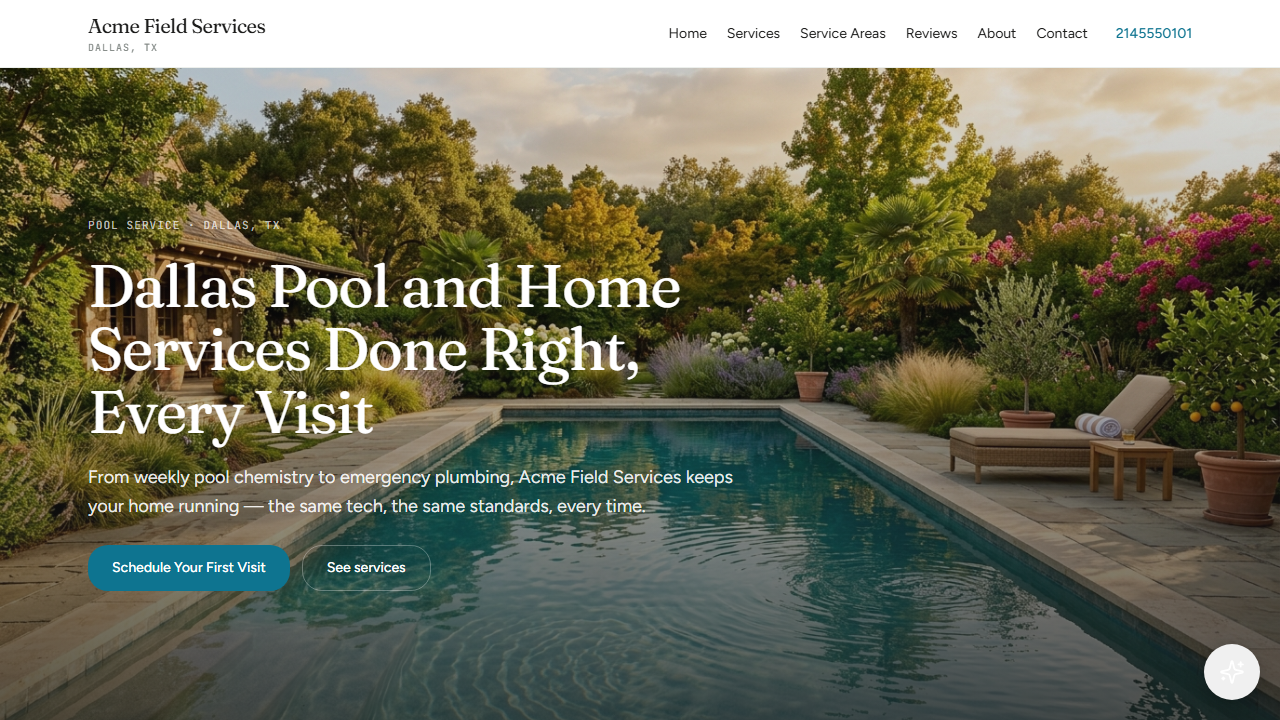 Acme Field Services
DALLAS, TX
Home Services Service Areas Reviews About Contact 2145550101
POOL SERVICE · DALLAS, TX
Dallas Pool and Home
Services Done Right,
Every Visit
From weekly pool chemistry to emergency plumbing, Acme Field Services keeps
your home running — the same tech, the same standards, every time.
Schedule Your First Visit See services